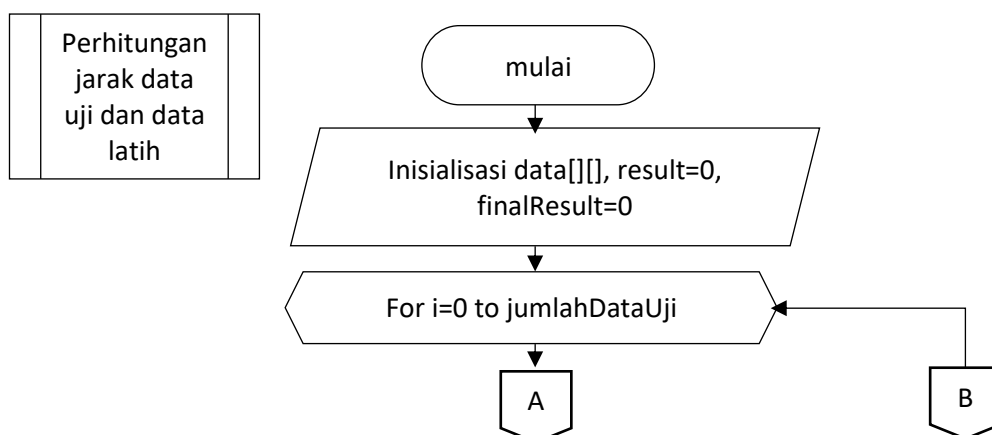 Perhitungan
jarak data
uji dan data
latih
mulai
Inisialisasi data[][], result=0,
finalResult=0
For i=0 to jumlahDataUji
A
B